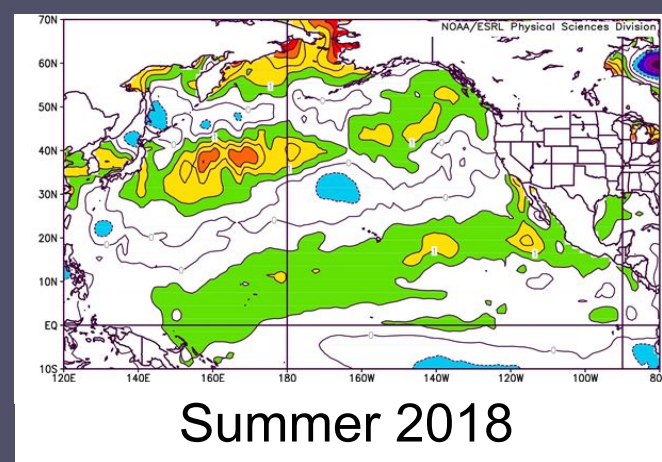 NOAA/ESRL Physical Sciences Division
70N
60N
50N
40N
30N
20N
10N
EQ
10S
120E 140E 160E 180 160W 140W 120W 100W 80
Summer 2018